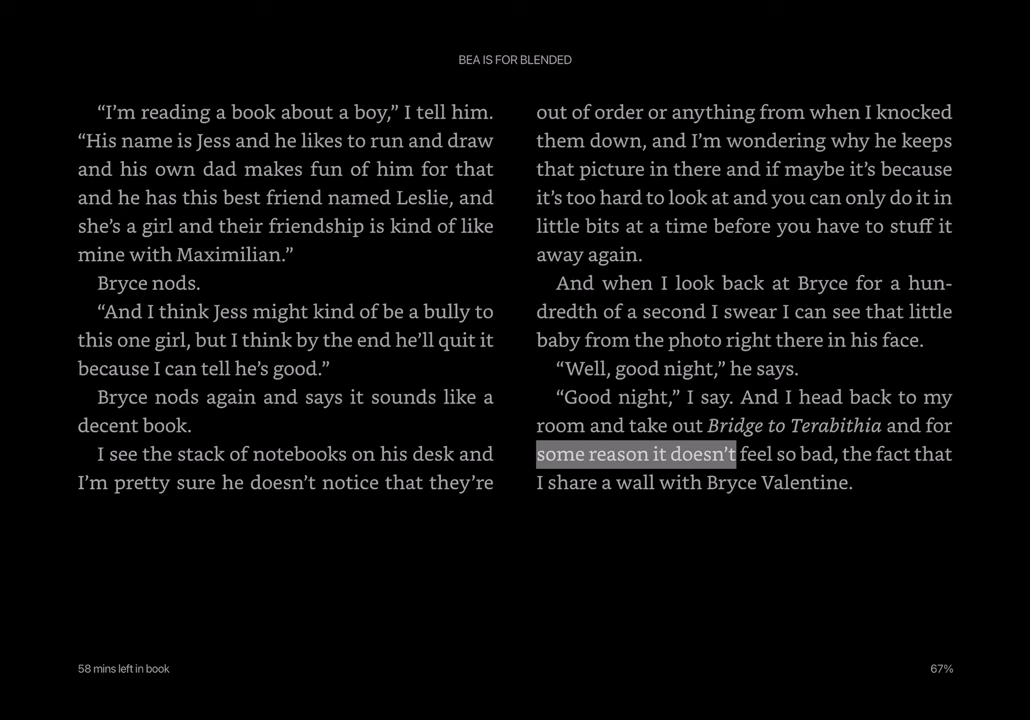 BEA IS FOR BLENDED
“I’m reading a book about a boy,” I tell him.
“His name is Jess and he likes to run and draw
and his own dad makes fun of him for that
and he has this best friend named Leslie, and
she’s a girl and their friendship is kind of like
mine with Maximilian.”
Bryce nods.
“And I think Jess might kind of be a bully to
this one girl, but I think by the end he’ll quit it
because I can tell he’s good.”
Bryce nods again and says it sounds like a
decent book.
I see the stack of notebooks on his desk and
I’m pretty sure he doesn’t notice that they’re
out of order or anything from when I knocked
them down, and I’m wondering why he keeps
that picture in there and if maybe it’s because
it’s too hard to look at and you can only do it in
little bits at a time before you have to stuff it
away again.
And when I look back at Bryce for a hun-
dredth of a second I swear I can see that little
baby from the photo right there in his face.
“Well, good night,” he says.
“Good night,” I say. And I head back to my
room and take out Bridge to Terabithia and for
some reason it doesn’t feel so bad, the fact that
I share a wall with Bryce Valentine.
58 mins left in book
67%